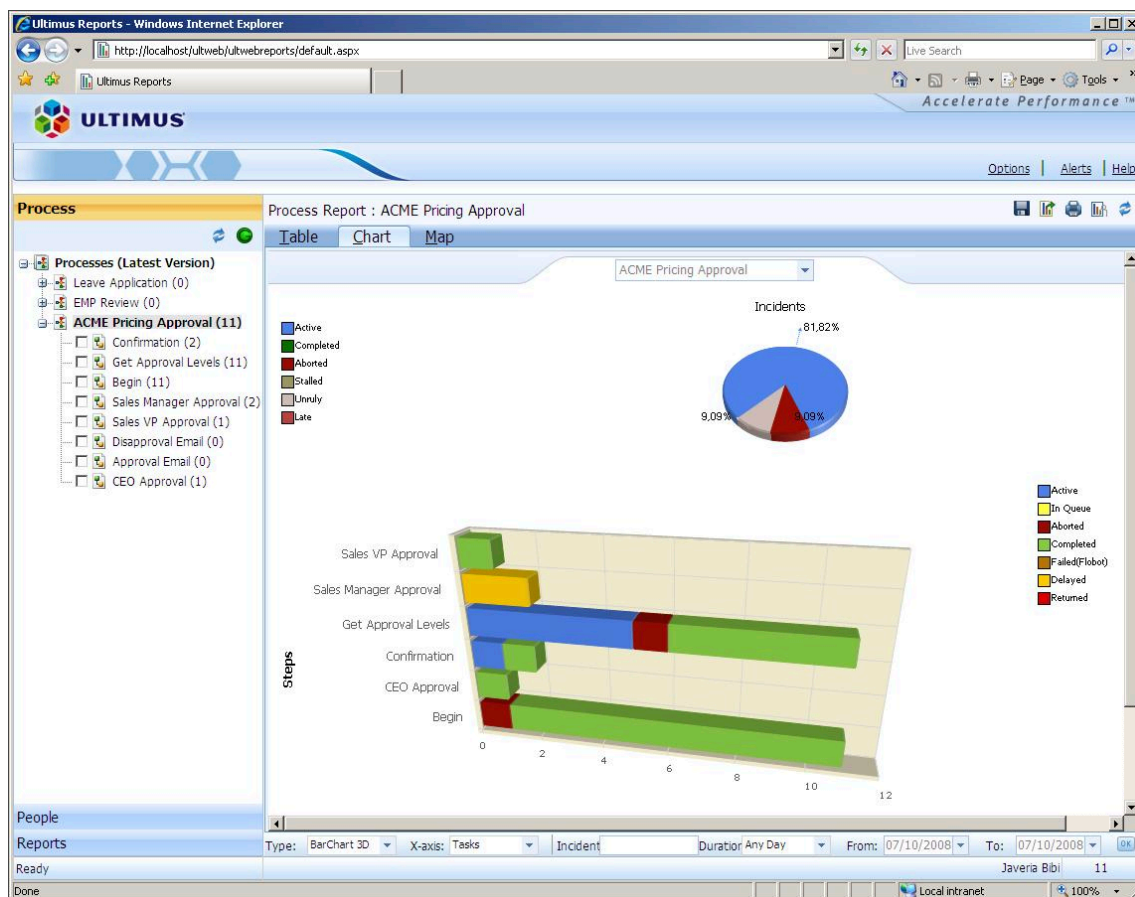 Ultimus Reports - Windows Internet Explorer
http://localhost/ultweb/ultwebreports/default.aspx
Live Search
Ultimus Reports
Page
Tools
Accelerate Performance ™
ULTIMUS
Options | Alerts | Help
Process
Process Report : ACME Pricing Approval
Table
Chart
Map
Processes (Latest Version)
Leave Application (0)
EMP Review (0)
ACME Pricing Approval (11)
Confirmation (2)
Get Approval Levels (11)
Begin (11)
Sales Manager Approval (2)
Sales VP Approval (1)
Disapproval Email (0)
Approval Email (0)
CEO Approval (1)
ACME Pricing Approval
Incidents
Active
Completed
Aborted
Stalled
Unruly
Late
81,82%
9,09%
9,09%
Active
In Queue
Aborted
Completed
Failed(Flobot)
Delayed
Returned
Sales VP Approval
Sales Manager Approval
Get Approval Levels
Confirmation
CEO Approval
Begin
Steps
0
2
4
6
8
10
12
People
Reports
Type: BarChart 3D X-axis: Tasks Incident Duration Any Day From: 07/10/2008 To: 07/10/2008 OK
Ready
Javeria Bibi 11
Done
Local intranet
100%